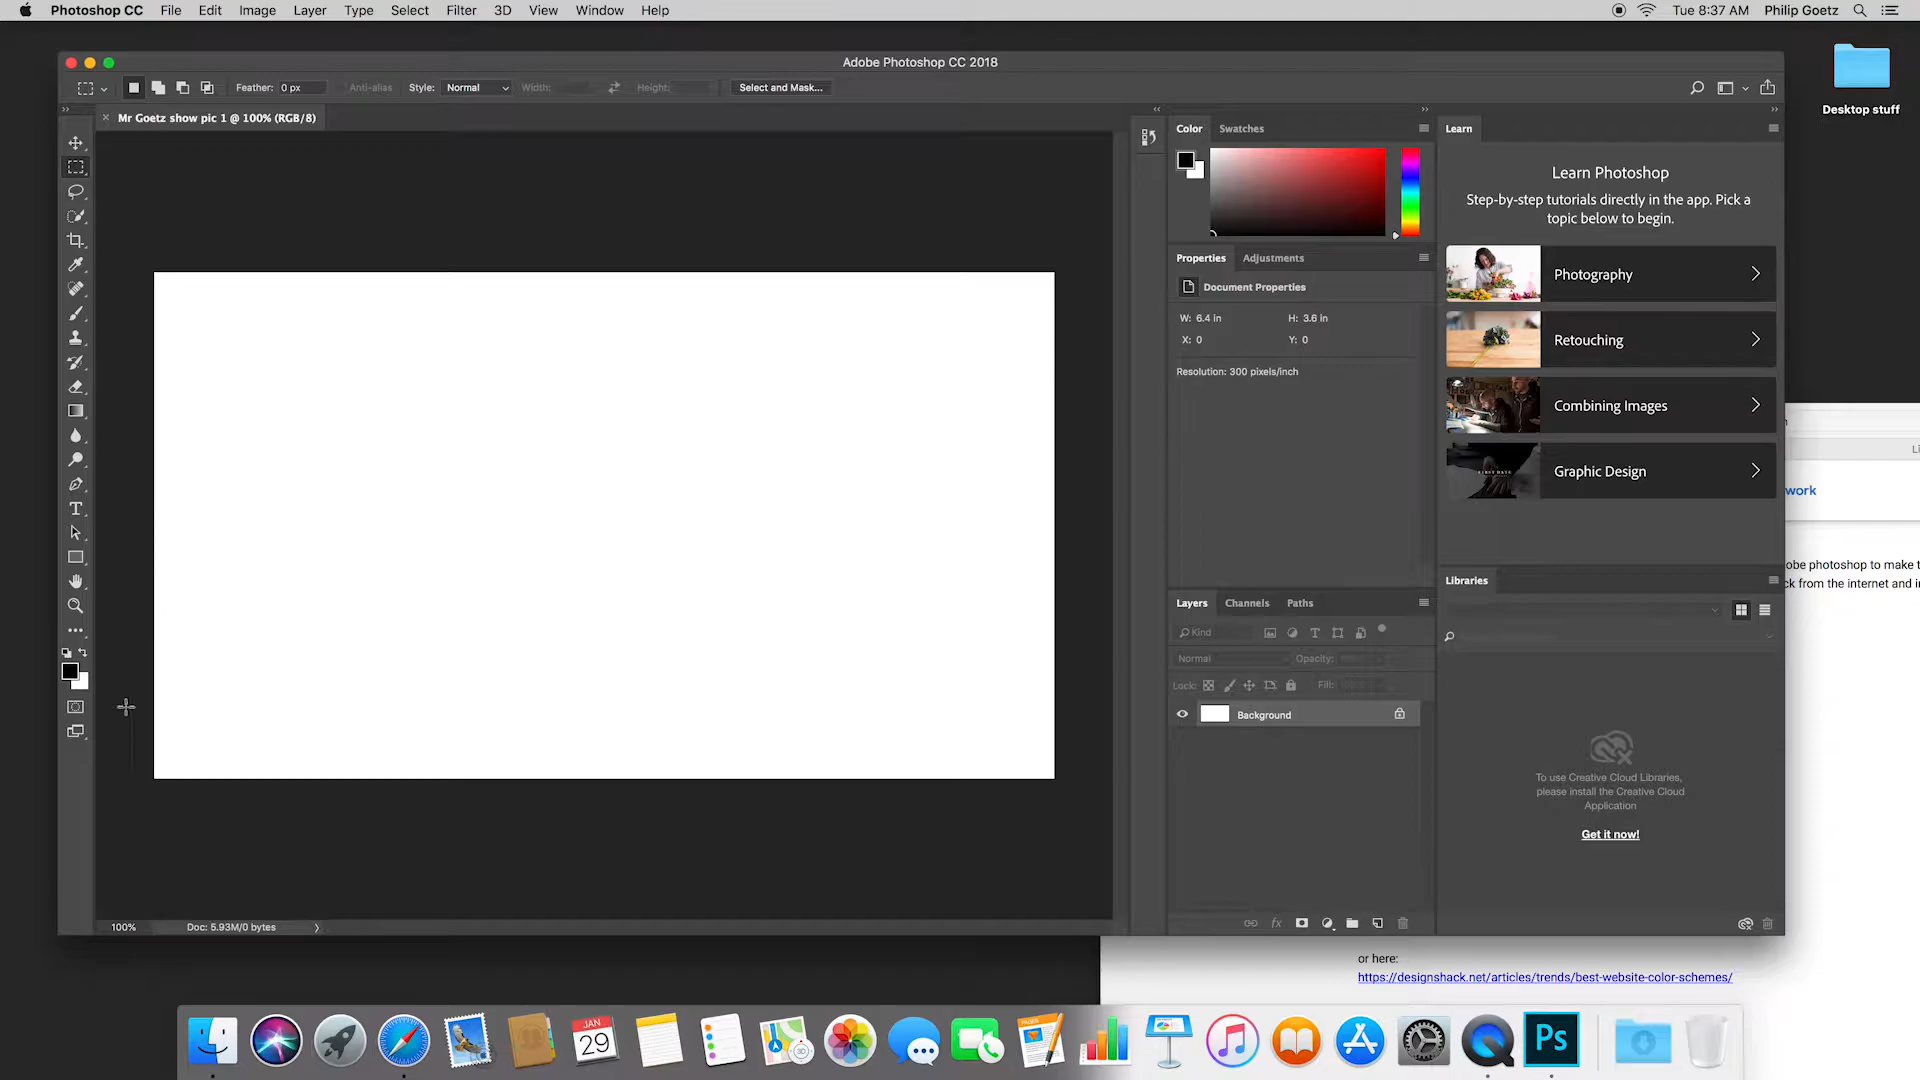 Photoshop CC File Edit Image Layer Type Select Filter 3D View Window Help Tue 8:37 AM Philip Goetz
Adobe Photoshop CC 2018
Feather: 0 px Anti-alias Style: Normal Width: Height: Select and Mask...
Mr Goetz show pic 1 @ 100% (RGB/8)
Desktop stuff
Color Swatches
Learn
Learn Photoshop
Step-by-step tutorials directly in the app. Pick a
topic below to begin.
Photography
Retouching
Combining Images
Graphic Design
Properties Adjustments
Document Properties
W: 6.4 in H: 3.6 in
X: 0 Y: 0
Resolution: 300 pixels/inch
work
obe photoshop to make t
ck from the internet and i
Libraries
Layers Channels Paths
Kind
Normal Opacity:
Lock: Fill:
Background
To use Creative Cloud Libraries,
please install the Creative Cloud
Application
Get it now!
100% Doc: 5.93M/0 bytes
or here:
https://designshack.net/articles/trends/best-website-color-schemes/
JAN
29
Ps